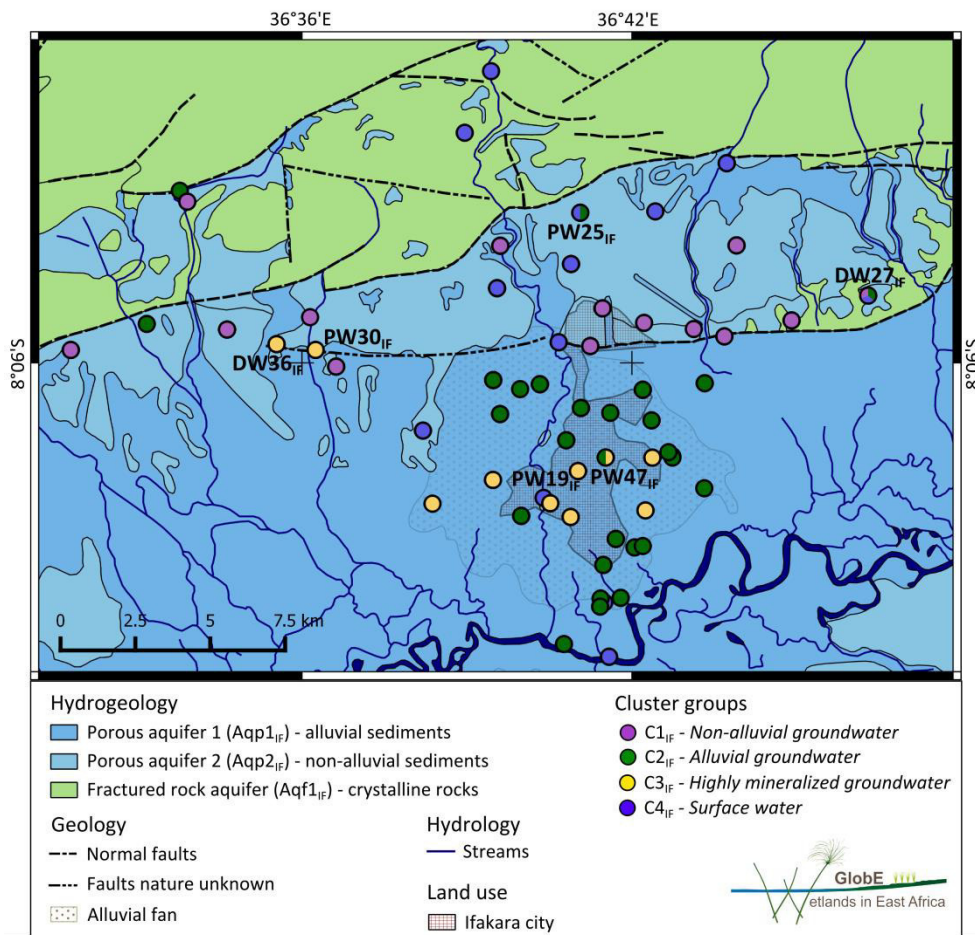 36°36'E 36°42'E
8°06'S 8°06'S
PW25IF
DW27IF
PW30IF
DW36IF
PW19IF PW47IF
0 2.5 5 7.5 km
Hydrogeology
Porous aquifer 1 (Aqp1IF) - alluvial sediments
Porous aquifer 2 (Aqp2IF) - non-alluvial sediments
Fractured rock aquifer (Aqf1IF) - crystalline rocks
Geology
Normal faults
Faults nature unknown
Alluvial fan
Hydrology
Streams
Land use
Ifakara city
Cluster groups
C1IF - Non-alluvial groundwater
C2IF - Alluvial groundwater
C3IF - Highly mineralized groundwater
C4IF - Surface water
GlobE
Wetlands in East Africa